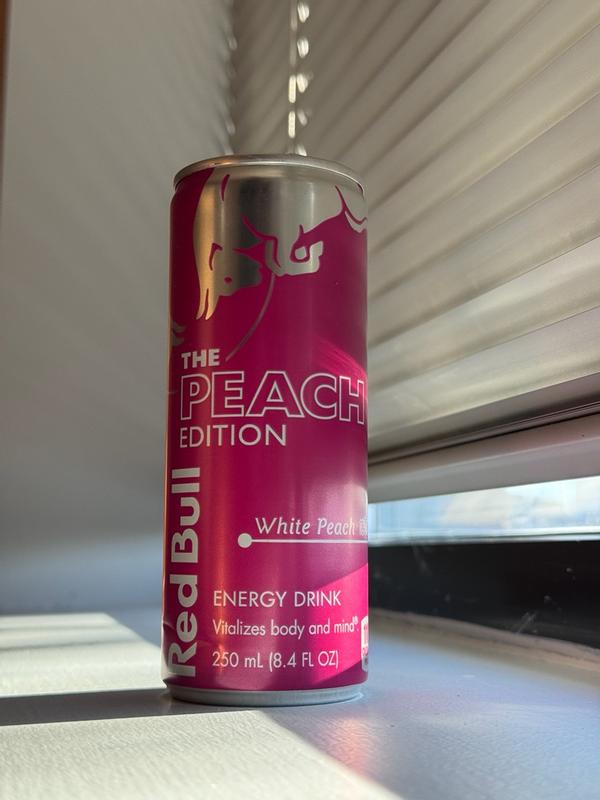 THE
PEACH
EDITION
Red Bull
White Peach
ENERGY DRINK
Vitalizes body and mind®.
250 mL (8.4 FL OZ)